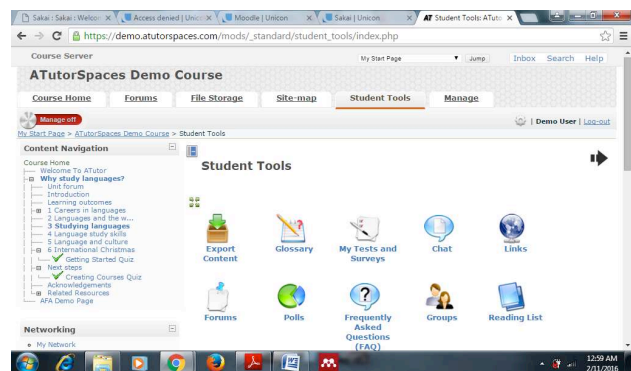 Sakai : Sakai : Welcom
Access denied | Unico
Moodle | Unicon
Sakai | Unicon
AT Student Tools: ATuto
https://demo.atutorspaces.com/mods/_standard/student_tools/index.php
Course Server
My Start Page
Jump
Inbox Search Help
ATutorSpaces Demo Course
Course Home Forums File Storage Site-map Student Tools Manage
Manage off
| Demo User | Log-out
My Start Page > ATutorSpaces Demo Course > Student Tools
Content Navigation
Course Home
Welcome To ATutor
Why study languages?
Unit forum
Introduction
Learning outcomes
1 Careers in languages
2 Languages and the w...
3 Studying languages
4 Language study skills
5 Language and culture
6 International Christmas
Getting Started Quiz
Next steps
Creating Courses Quiz
Acknowledgements
Related Resources
AFA Demo Page
Networking
My Network
Student Tools
Export
Content
Glossary
My Tests and
Surveys
Chat
Links
Forums
Polls
Frequently
Asked
Questions
(FAQ)
Groups
Reading List
12:59 AM
2/11/2016